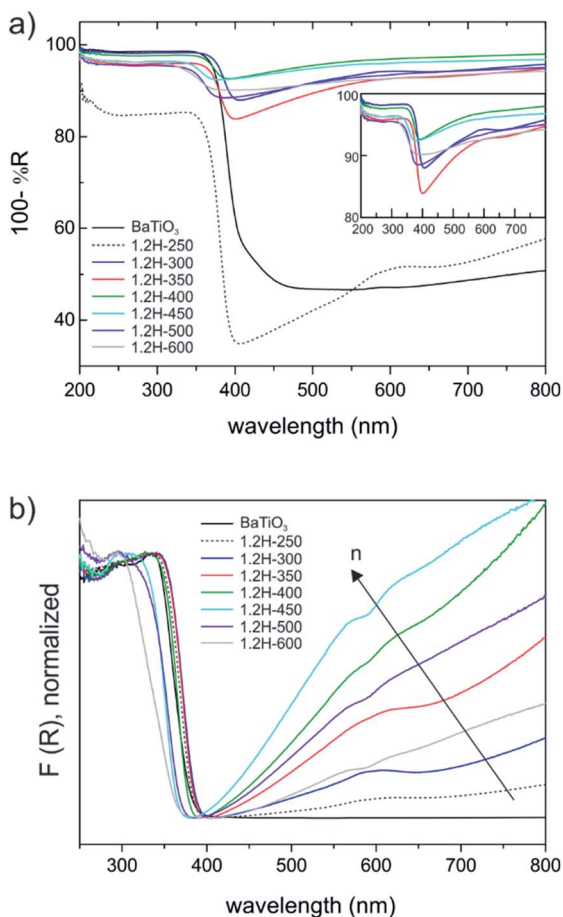 a)
100
80
60
40
100- %R
BaTiO₃
1.2H-250
1.2H-300
1.2H-350
1.2H-400
1.2H-450
1.2H-500
1.2H-600
100
90
80
200 300 400 500 600 700
200 300 400 500 600 700 800
wavelength (nm)
b)
F (R), normalized
BaTiO₃
1.2H-250
1.2H-300
1.2H-350
1.2H-400
1.2H-450
1.2H-500
1.2H-600
n
300 400 500 600 700 800
wavelength (nm)